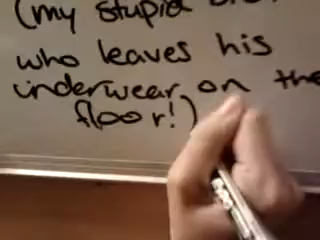 (my stupid
who leaves his
underwear on the
floor!)